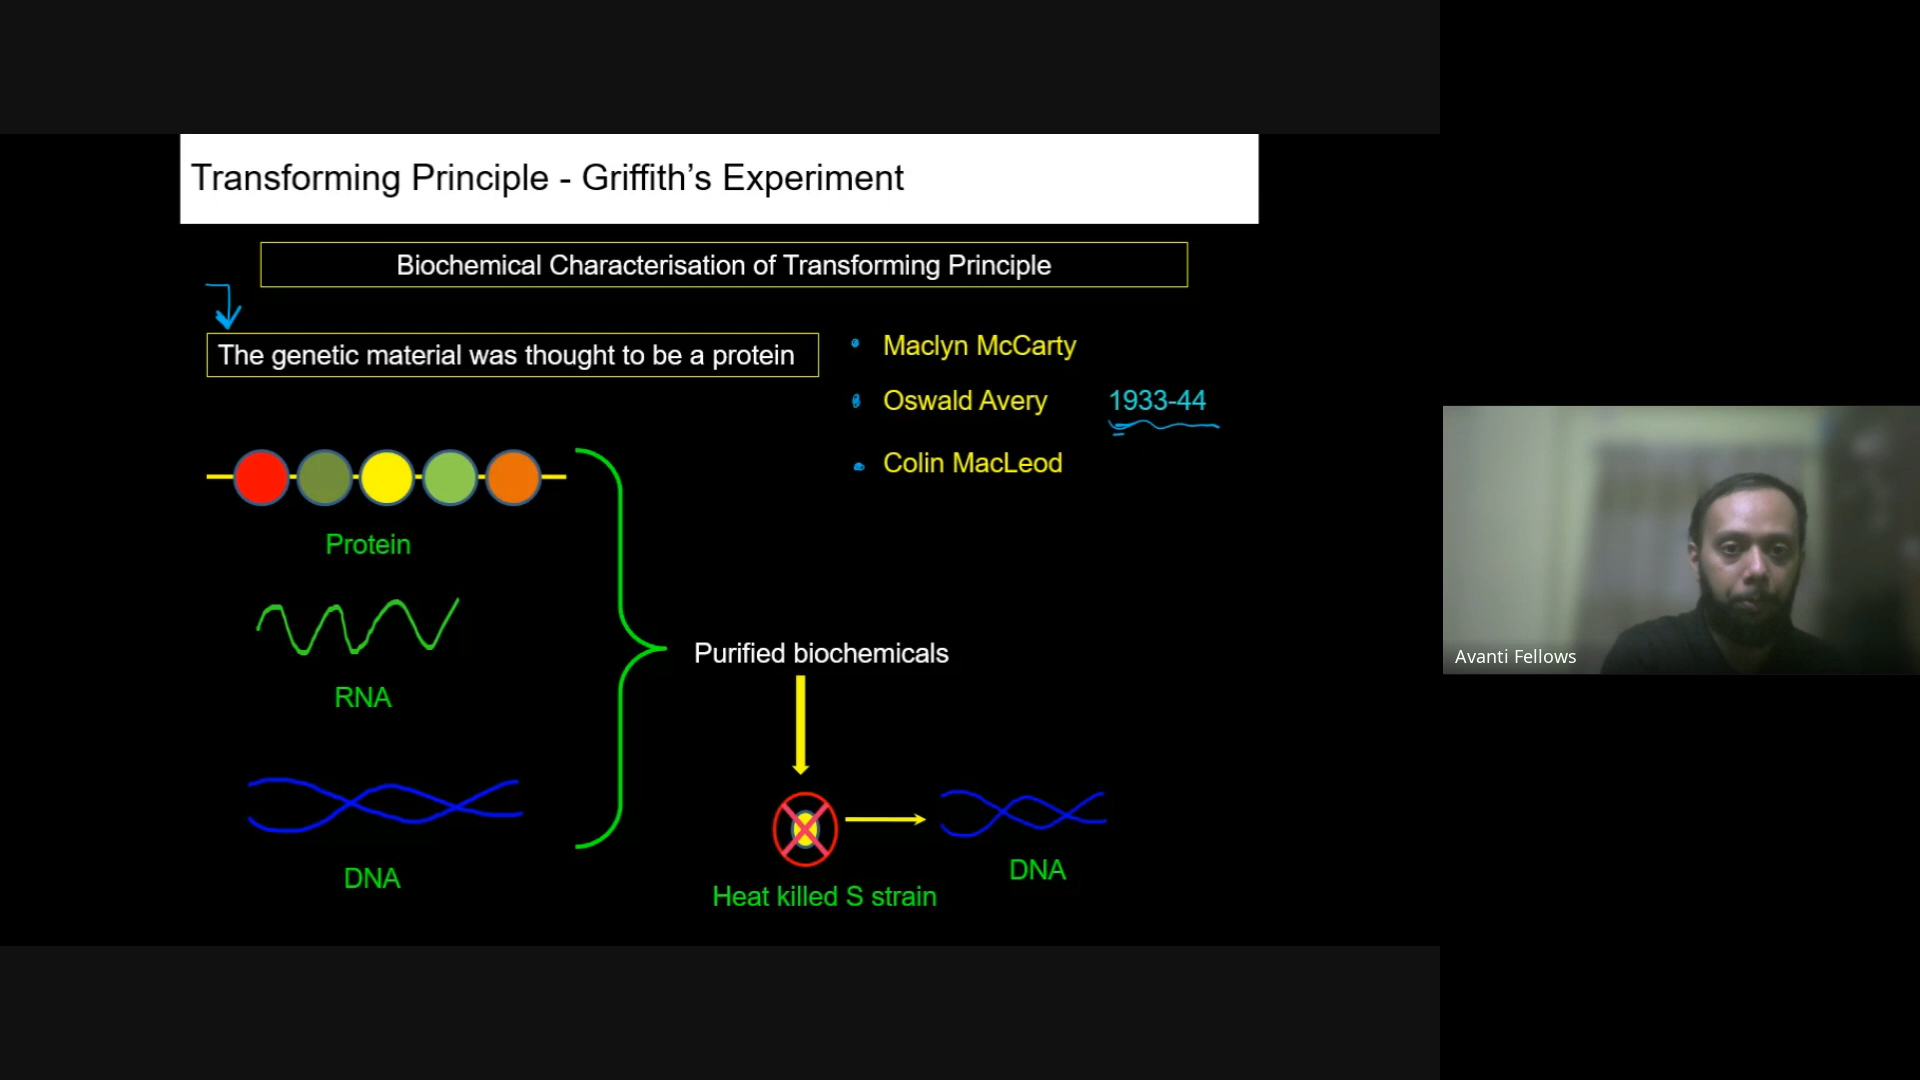 Transforming Principle - Griffith's Experiment
Biochemical Characterisation of Transforming Principle
The genetic material was thought to be a protein
Maclyn McCarty
Oswald Avery
1933-44
Colin MacLeod
Protein
RNA
DNA
Purified biochemicals
Heat killed S strain
DNA
Avanti Fellows